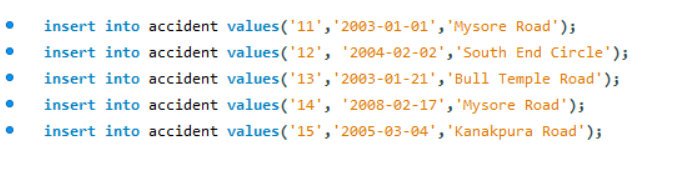 insert into accident values('11','2003-01-01','Mysore Road');
insert into accident values('12', '2004-02-02','South End Circle');
insert into accident values('13','2003-01-21','Bull Temple Road');
insert into accident values('14', '2008-02-17','Mysore Road');
insert into accident values('15','2005-03-04','Kanakpura Road');